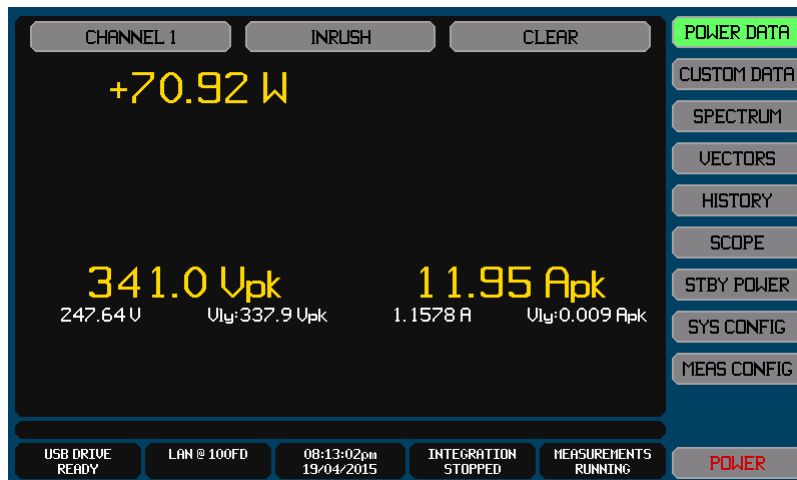 CHANNEL 1 INRUSH CLEAR
+70.92 W
341.0 Vpk 11.95 Apk
247.64 V Vly:337.9 Vpk 1.1578 A Vly:0.009 Apk
POWER DATA
CUSTOM DATA
SPECTRUM
VECTORS
HISTORY
SCOPE
STBY POWER
SYS CONFIG
MEAS CONFIG
USB DRIVE
READY
LAN @ 100FD
08:13:02pm
19/04/2015
INTEGRATION
STOPPED
MEASUREMENTS
RUNNING
POWER